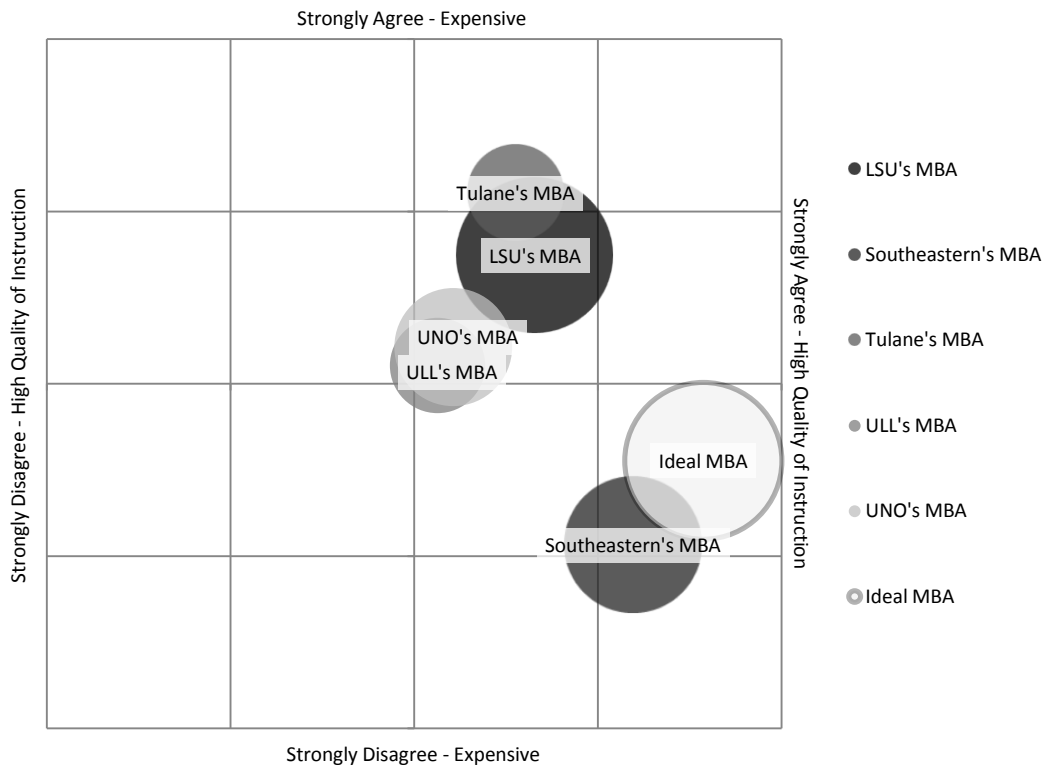 Strongly Agree - Expensive
Strongly Disagree - High Quality of Instruction
Tulane's MBA
LSU's MBA
UNO's MBA
ULL's MBA
Ideal MBA
Southeastern's MBA
Strongly Agree - High Quality of Instruction
LSU's MBA
Southeastern's MBA
Tulane's MBA
ULL's MBA
UNO's MBA
Ideal MBA
Strongly Disagree - Expensive